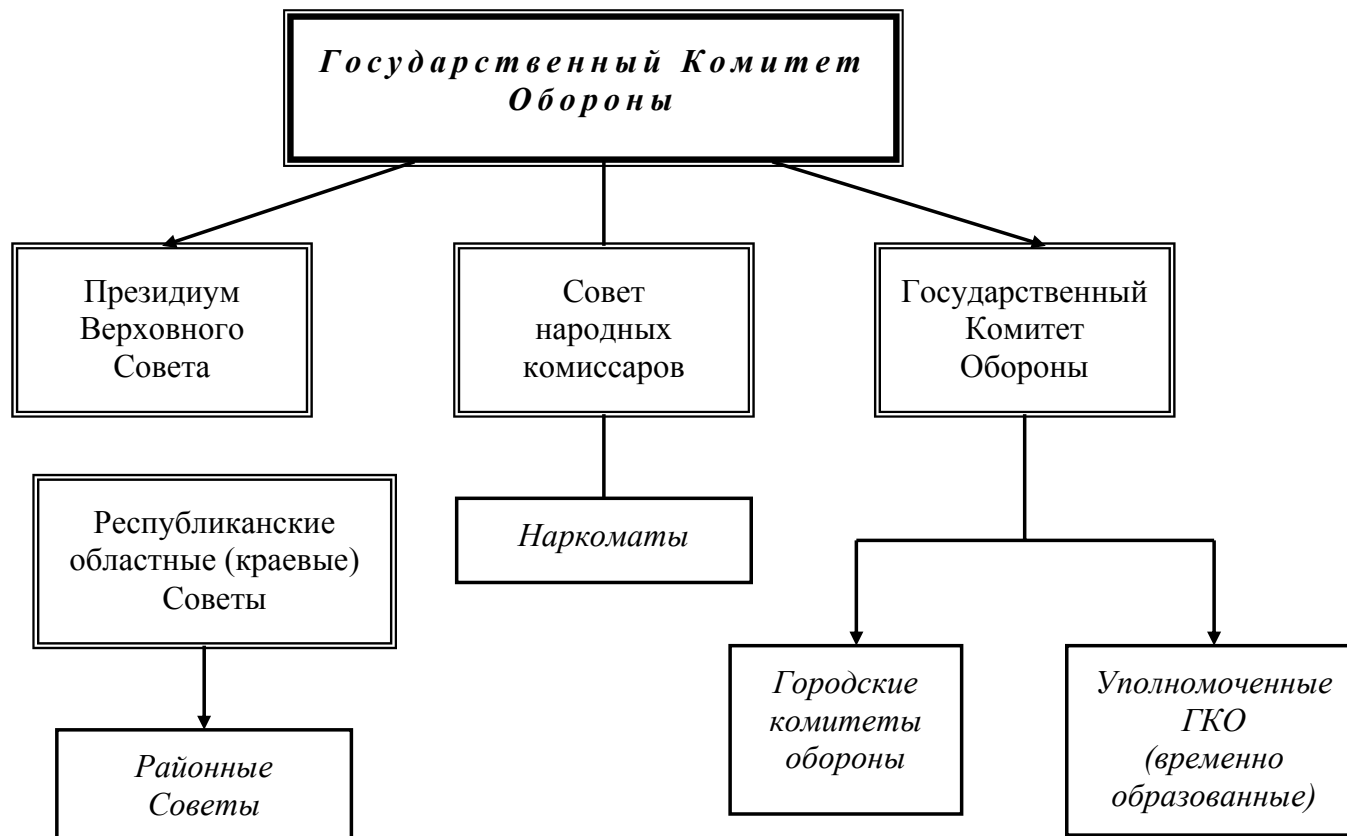 Государственный Комитет
Обороны
Президиум
Верховного
Совета
Совет
народных
комиссаров
Государственный
Комитет
Обороны
Республиканские
областные (краевые)
Советы
Наркоматы
Районные
Советы
Городские
комитеты
обороны
Уполномоченные
ГКО
(временно
образованные)